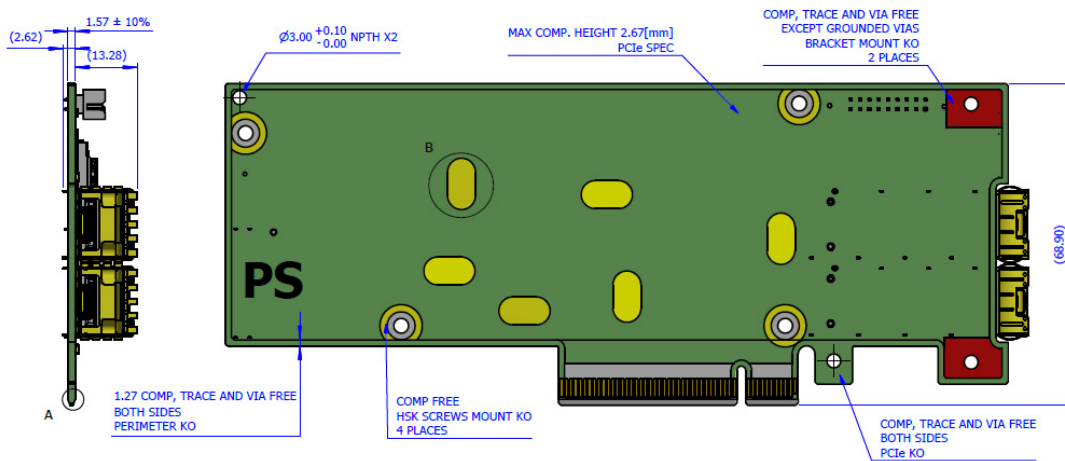 1.57 ± 10%
(2.62)
(13.28)
Ø3.00 +0.10 -0.00 NPTH X2
MAX COMP. HEIGHT 2.67[mm]
PCIe SPEC
COMP, TRACE AND VIA FREE
EXCEPT GROUNDED VIAS
BRACKET MOUNT KO
2 PLACES
B
(68.90)
PS
A
1.27 COMP, TRACE AND VIA FREE
BOTH SIDES
PERIMETER KO
COMP FREE
HSK SCREWS MOUNT KO
4 PLACES
COMP, TRACE AND VIA FREE
BOTH SIDES
PCIe KO